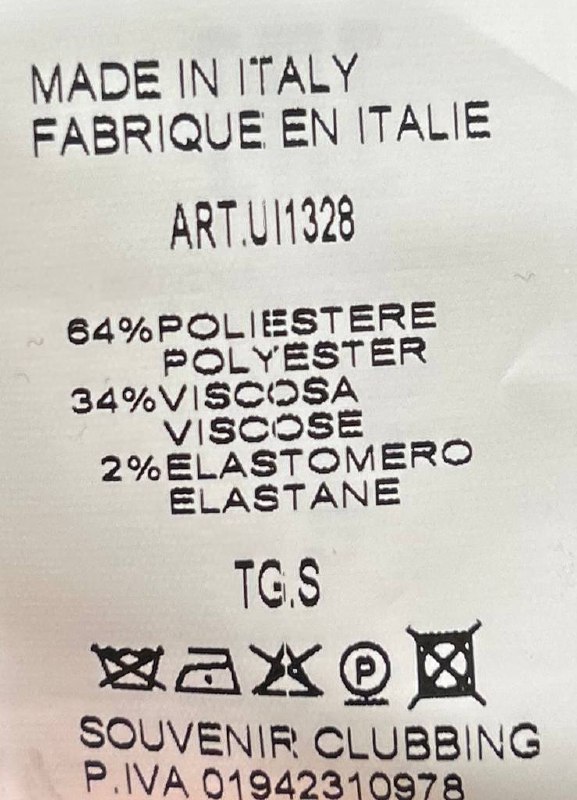 MADE IN ITALY
FABRIQUE EN ITALIE
ART.UI1328
64%POLIESTERE
POLYESTER
34%VISCOSA
VISCOSE
2%ELASTOMERO
ELASTANE
TG.S
P
SOUVENIR CLUBBING
P.IVA 01942310978